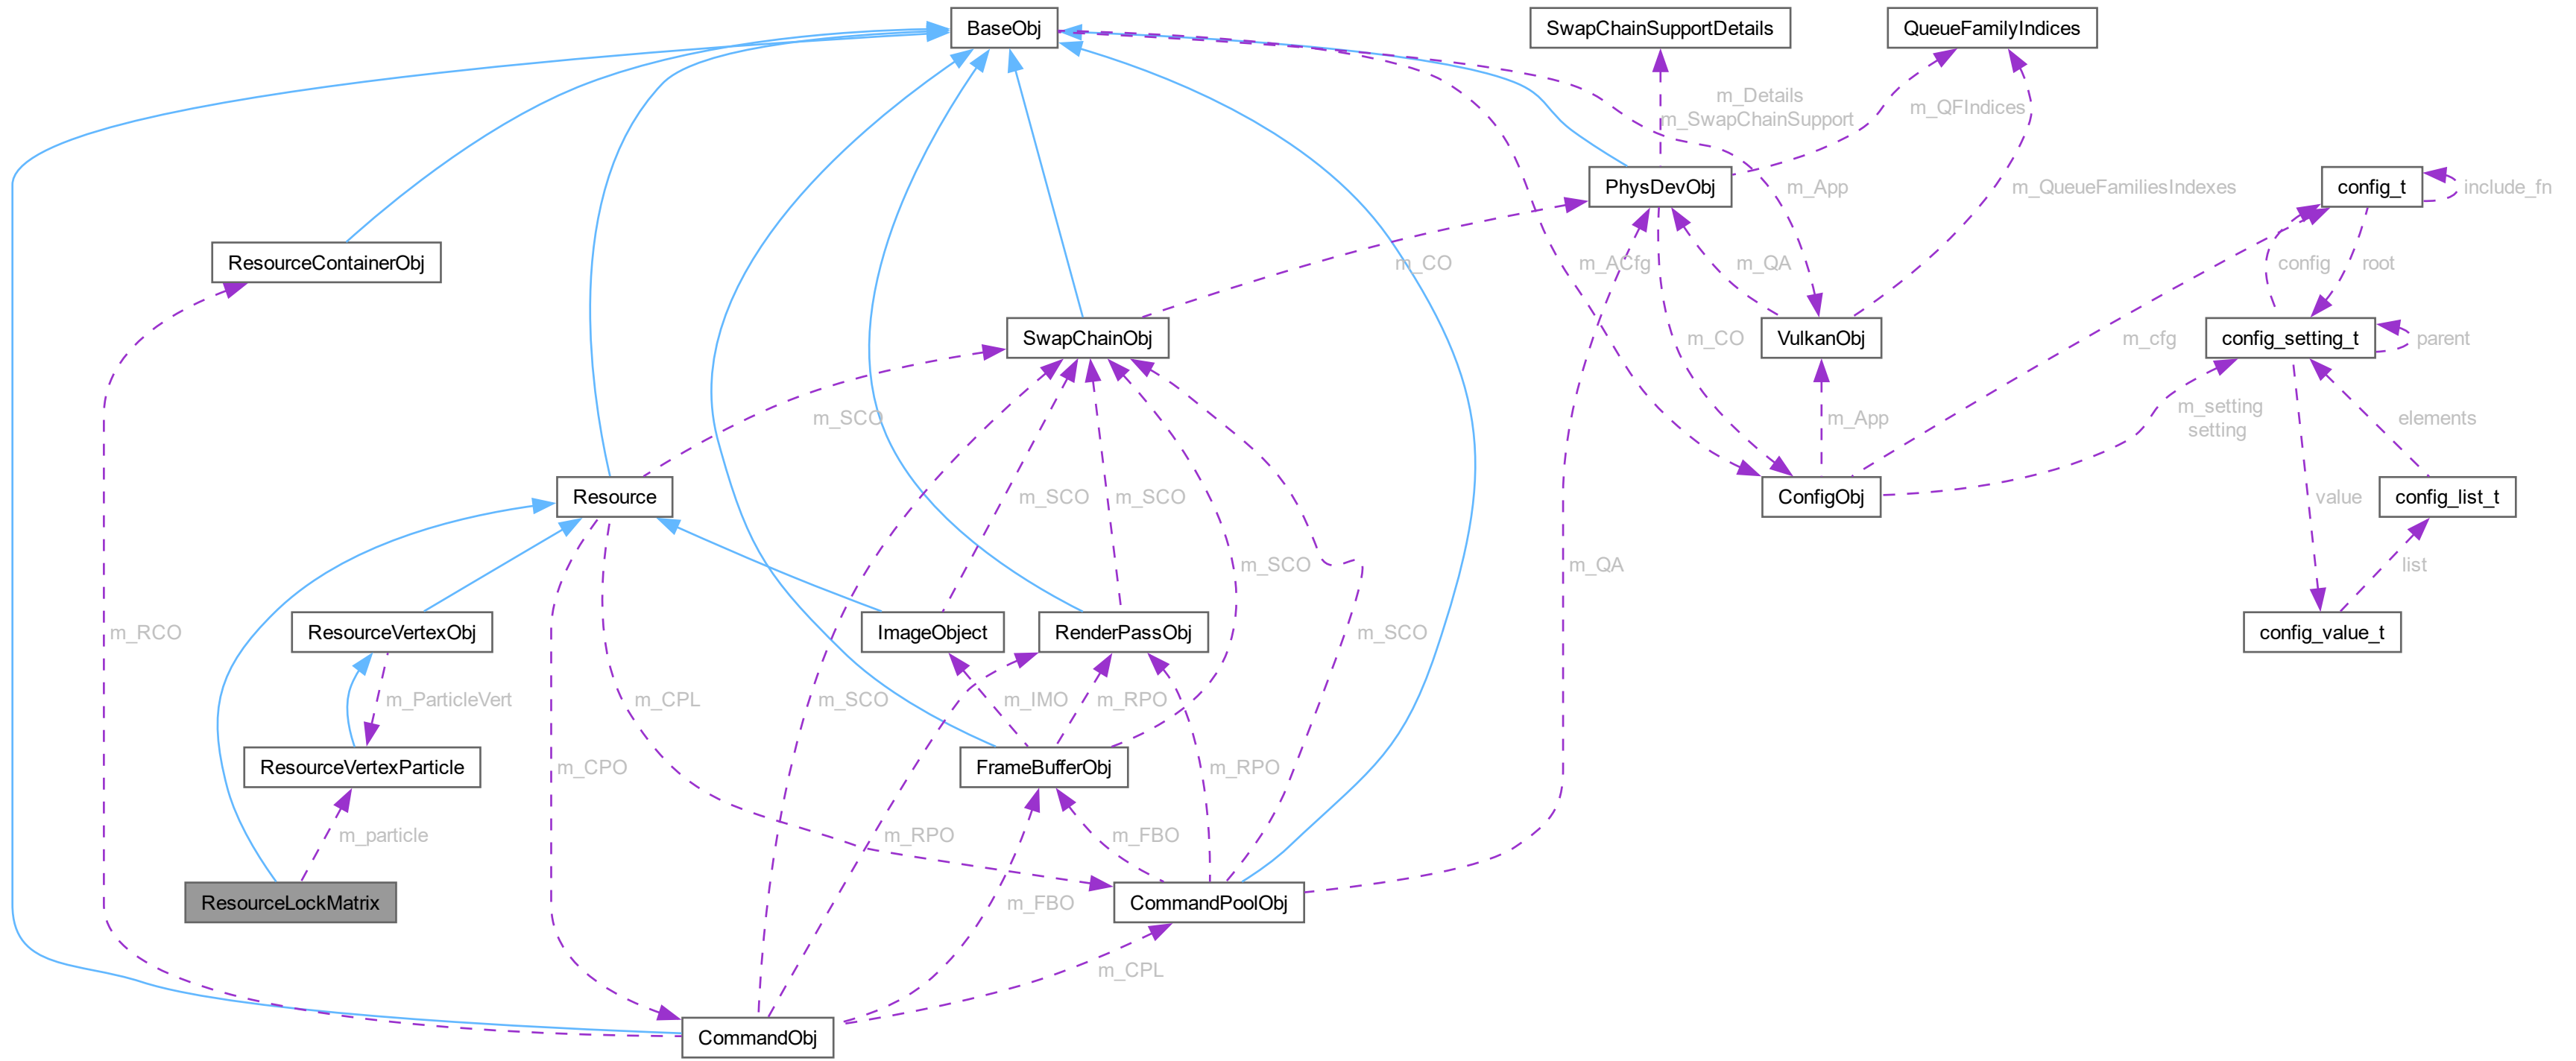 BaseObj
SwapChainSupportDetails
QueueFamilyIndices
m_Details
m_SwapChainSupport
m_QFIndices
PhysDevObj
m_App
m_QueueFamiliesIndexes
config_t
include_fn
ResourceContainerObj
m_CO
m_ACfg
m_QA
config
root
SwapChainObj
m_CO
VulkanObj
m_cfg
config_setting_t
parent
m_SCO
m_App
m_setting
setting
elements
Resource
m_SCO
m_SCO
ConfigObj
value
config_list_t
m_SCO
m_QA
list
m_RCO
ResourceVertexObj
ImageObject
RenderPassObj
m_SCO
config_value_t
m_ParticleVert
m_CPL
m_SCO
m_IMO
m_RPO
ResourceVertexParticle
m_CPO
FrameBufferObj
m_RPO
m_particle
m_RPO
m_FBO
ResourceLockMatrix
m_FBO
CommandPoolObj
m_CPL
CommandObj